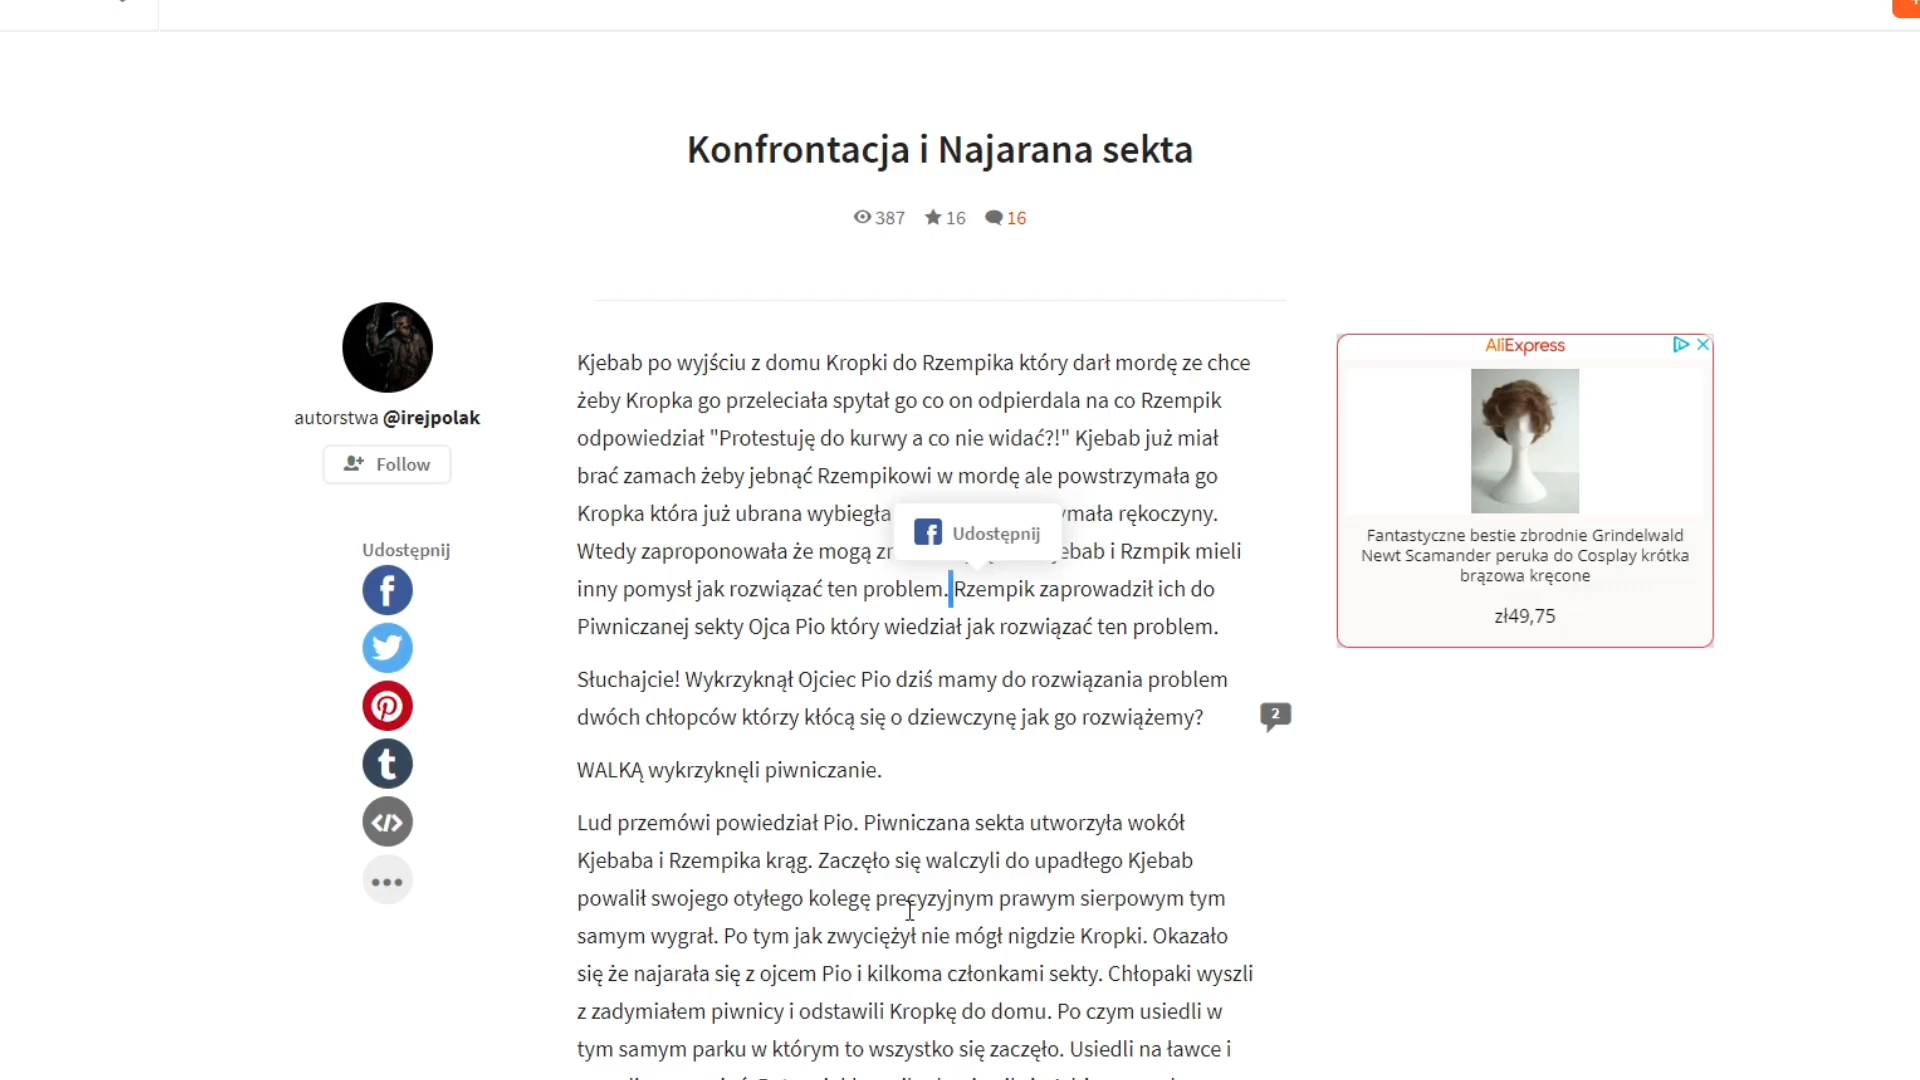 Konfrontacja i Najarana sekta
387 16 16
autorstwa @irejpolak
Follow
Udostępnij
Kjebab po wyjściu z domu Kropki do Rzempika który darł mordę ze chce
żeby Kropka go przeleciała spytał go co on odpierdala na co Rzempik
odpowiedział "Protestuję do kurwy a co nie widać?!" Kjebab już miał
brać zamach żeby jebnąć Rzempikowi w mordę ale powstrzymała go
Kropka która już ubrana wybiegła ymała rękoczyny.
Udostępnij
Wtedy zaproponowała że mogą ebab i Rzmpik mieli
inny pomysł jak rozwiązać ten problem. Rzempik zaprowadził ich do
Piwniczanej sekty Ojca Pio który wiedział jak rozwiązać ten problem.
Słuchajcie! Wykrzyknął Ojciec Pio dziś mamy do rozwiązania problem
dwóch chłopców którzy kłócą się o dziewczynę jak go rozwiążemy?
2
WALKĄ wykrzyknęli piwniczanie.
Lud przemówi powiedział Pio. Piwniczana sekta utworzyła wokół
Kjebaba i Rzempika krąg. Zaczęło się walczyli do upadłego Kjebab
powalił swojego otyłego kolegę precyzyjnym prawym sierpowym tym
samym wygrał. Po tym jak zwyciężył nie mógł nigdzie Kropki. Okazało
się że najarała się z ojcem Pio i kilkoma członkami sekty. Chłopaki wyszli
z zadymiałem piwnicy i odstawili Kropkę do domu. Po czym usiedli w
tym samym parku w którym to wszystko się zaczęło. Usiedli na ławce i
AliExpress
Fantastyczne bestie zbrodnie Grindelwald
Newt Scamander peruka do Cosplay krótka
brązowa kręcone
zł49,75